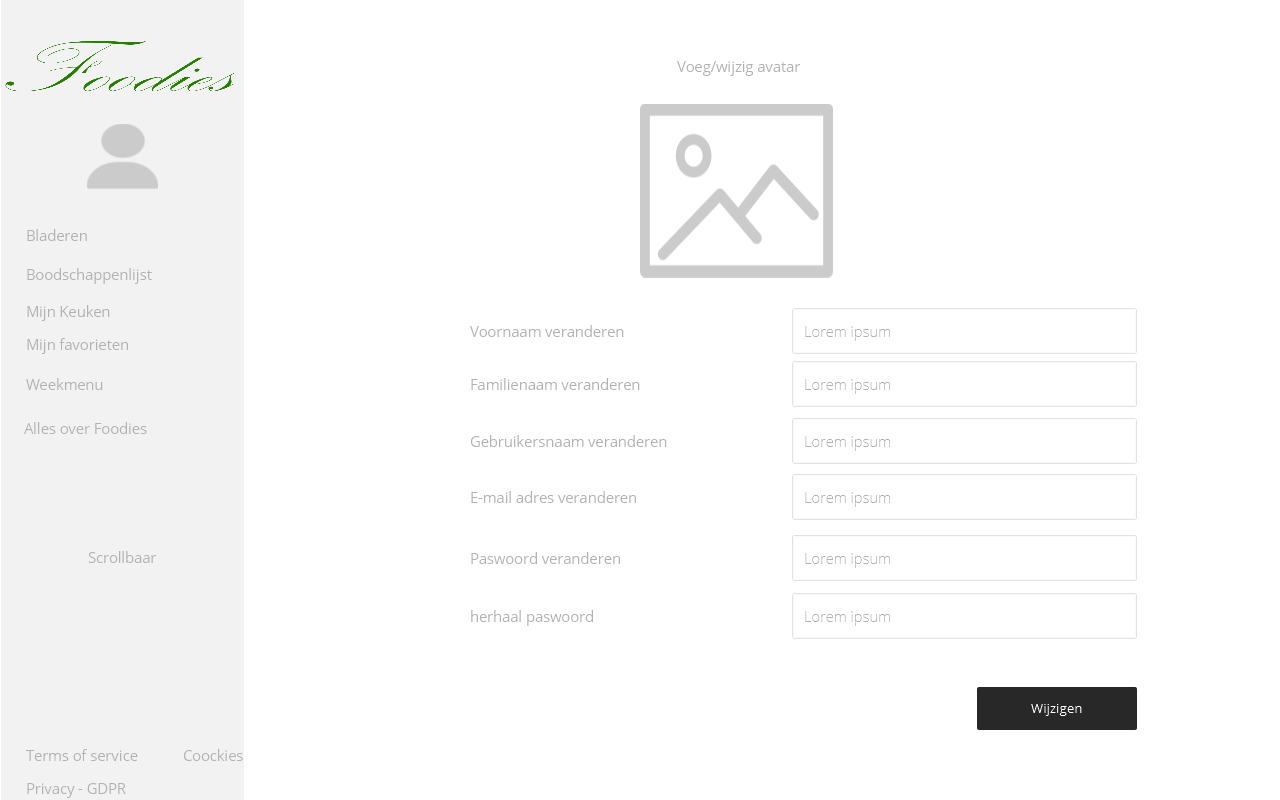 Foodies
Bladeren
Boodschappenlijst
Mijn Keuken
Mijn favorieten
Weekmenu
Alles over Foodies
Scrollbaar
Terms of service
Coockies
Privacy - GDPR
Voeg/wijzig avatar
Voornaam veranderen
Lorem ipsum
Familienaam veranderen
Lorem ipsum
Gebruikersnaam veranderen
Lorem ipsum
E-mail adres veranderen
Lorem ipsum
Paswoord veranderen
Lorem ipsum
herhaal paswoord
Lorem ipsum
Wijzigen